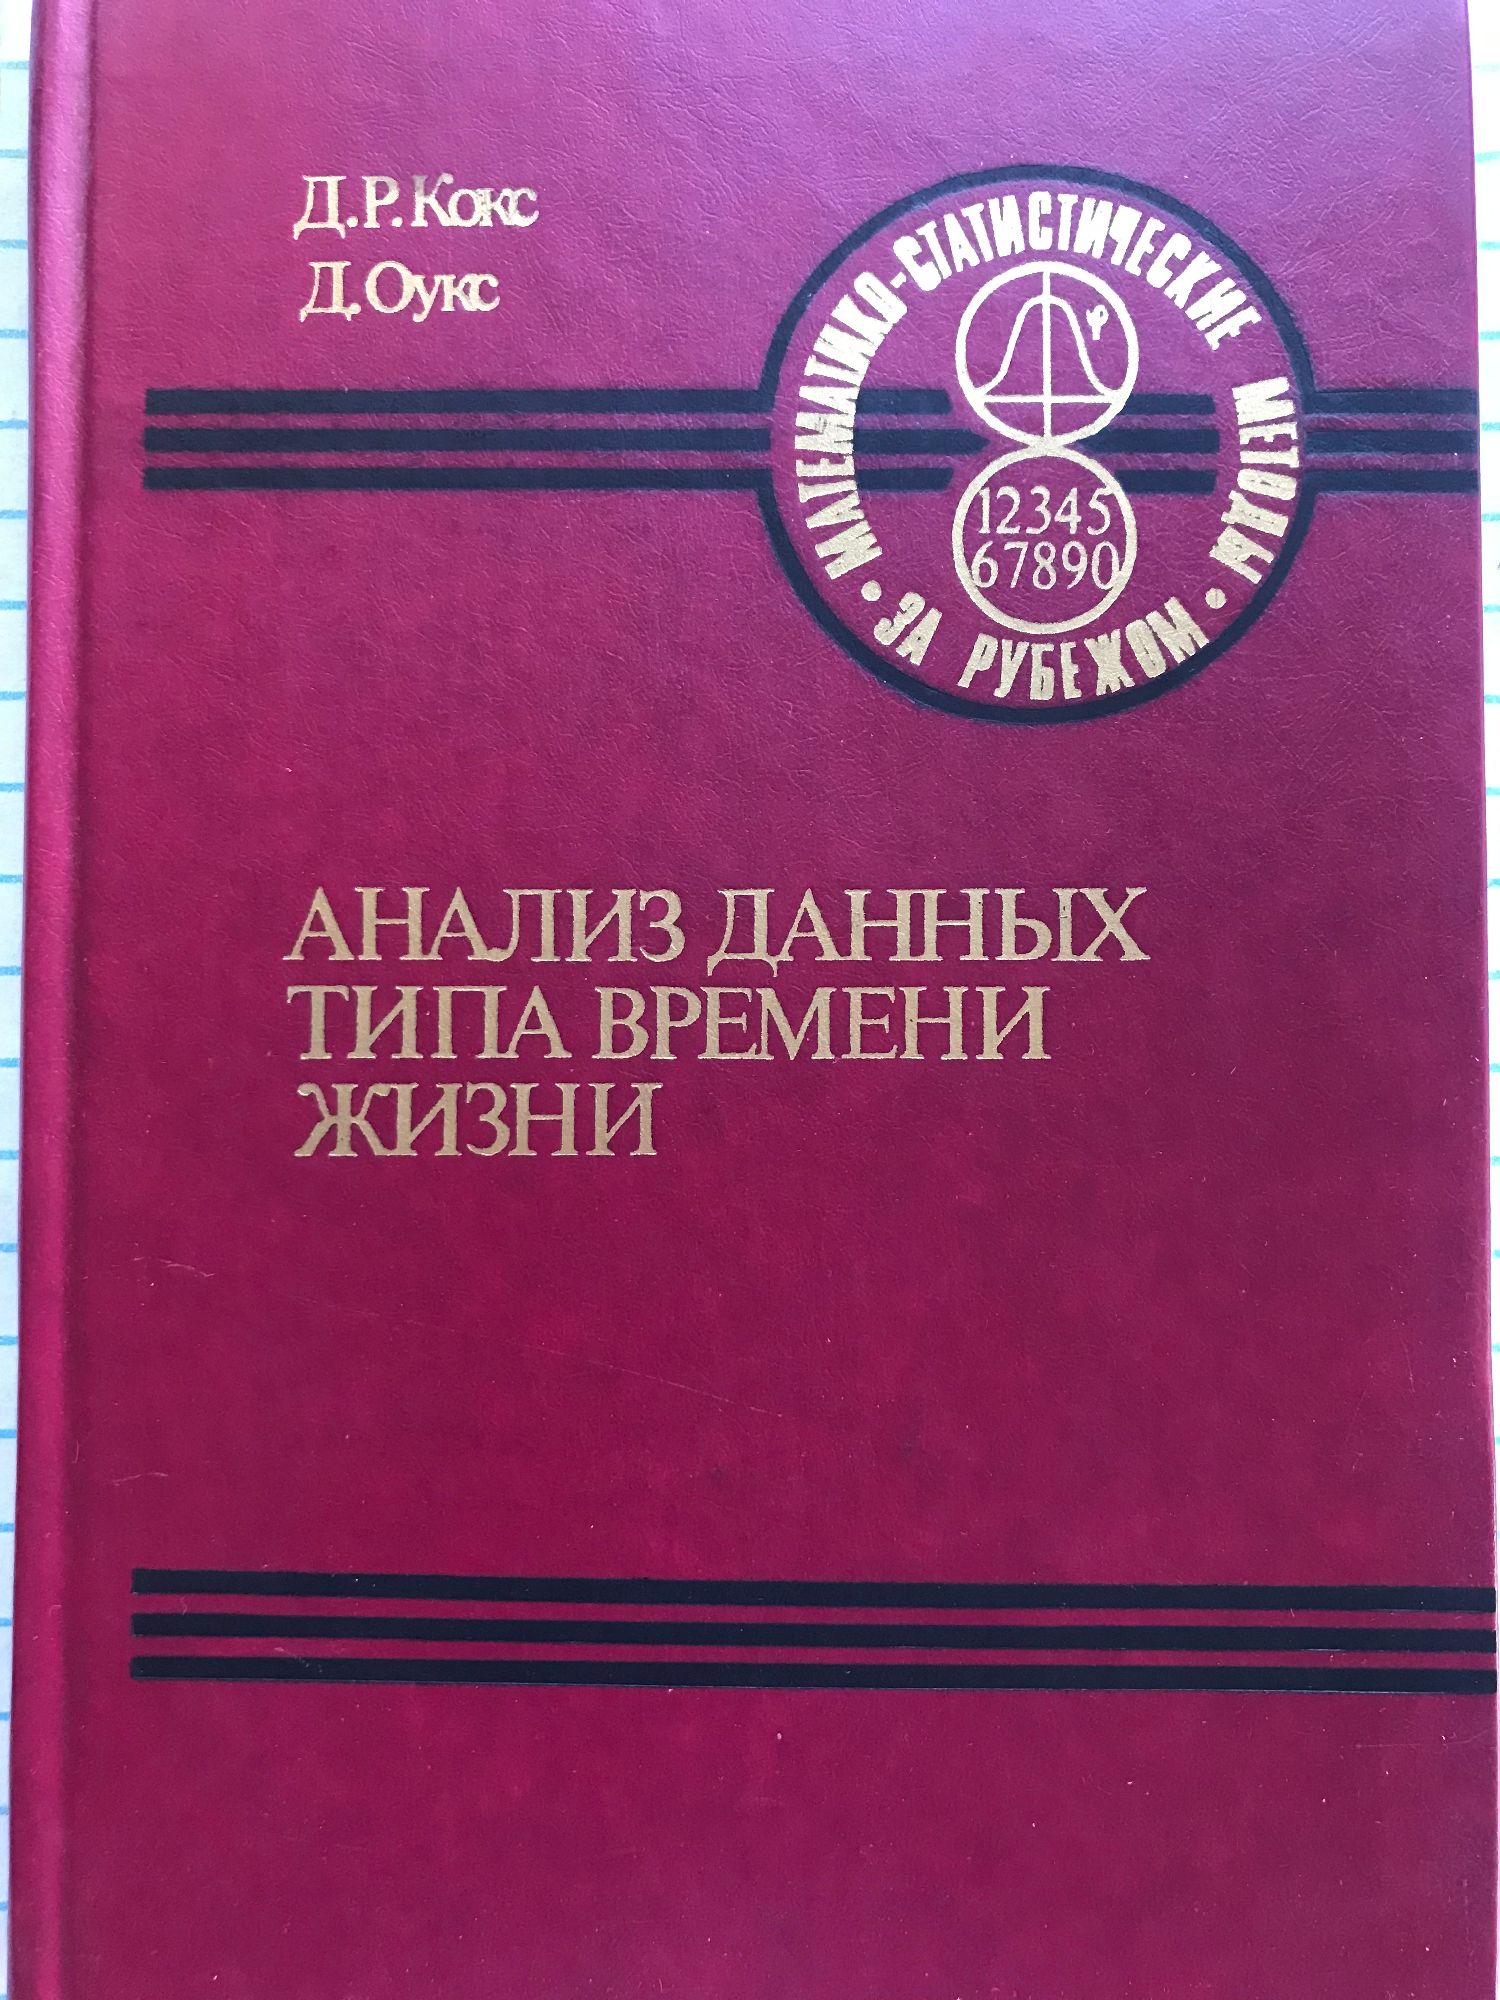 Д.Р.Кокс
Д.Оукс
МАТЕМАТИКО-СТАТИСТИЧЕСКИЕ МЕТОДЫ
• ЗА РУБЕЖОМ •
φ
12345
67890
АНАЛИЗ ДАННЫХ
ТИПА ВРЕМЕНИ
ЖИЗНИ